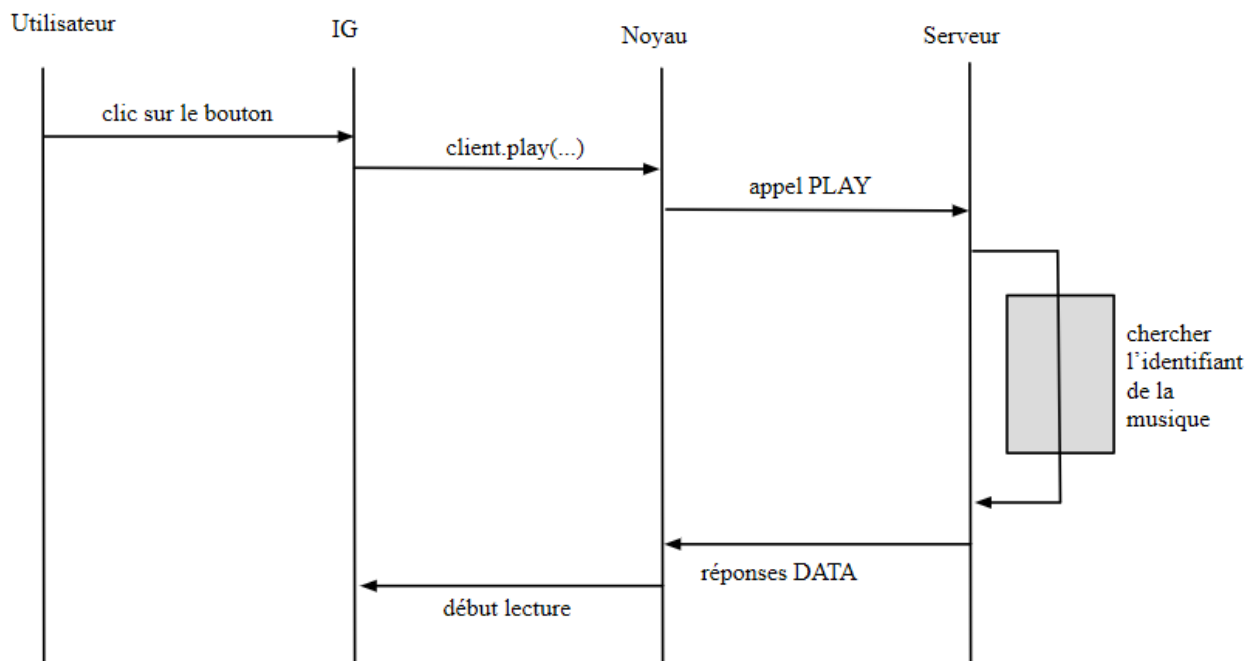 Utilisateur
IG
Noyau
Serveur
clic sur le bouton
client.play(...)
appel PLAY
chercher
l’identifiant
de la
musique
réponses DATA
début lecture